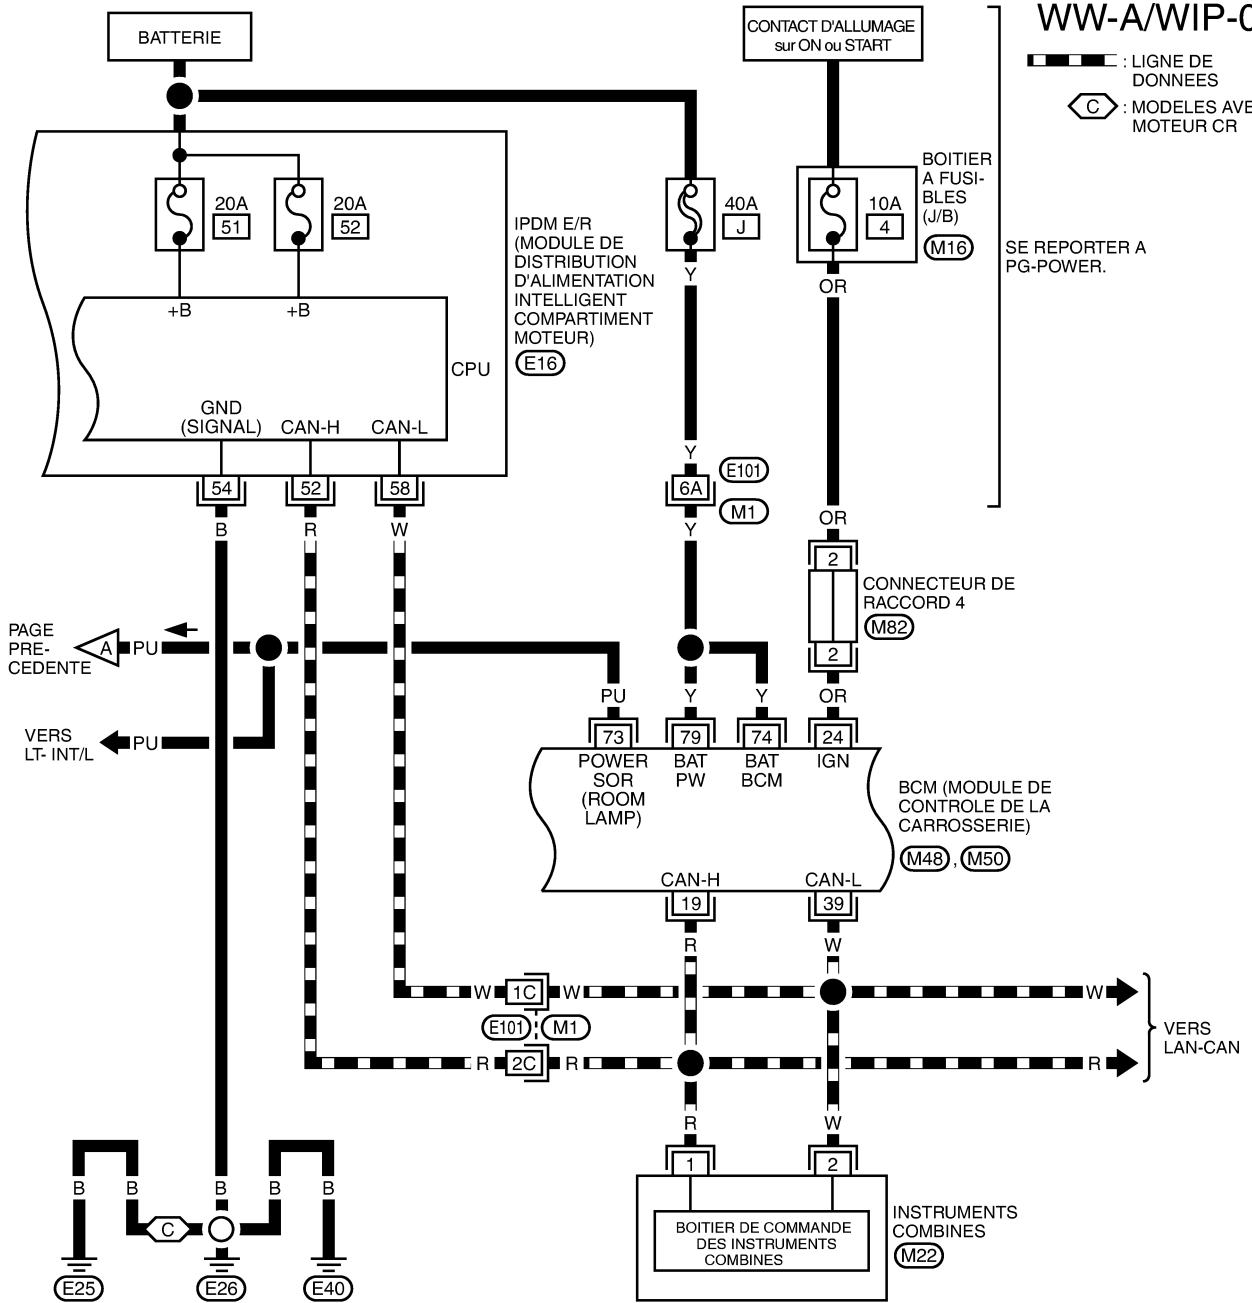 WW-A/WIP-0
BATTERIE
CONTACT D'ALLUMAGE
sur ON ou START
: LIGNE DE
DONNEES
C
: MODELES AVE
MOTEUR CR
20A
51
20A
52
+B
+B
IPDM E/R
(MODULE DE
DISTRIBUTION
D'ALIMENTATION
INTELLIGENT
COMPARTIMENT
MOTEUR)
E16
CPU
GND
(SIGNAL)
CAN-H
CAN-L
54
52
58
B
R
W
40A
J
Y
Y
6A
E101
M1
Y
10A
4
BOITIER
A FUSI-
BLES
(J/B)
M16
OR
OR
SE REPORTER A
PG-POWER.
2
CONNECTEUR DE
RACCORD 4
M82
2
OR
PAGE
PRE-
CEDENTE
A
PU
VERS
LT- INT/L
PU
PU
Y
Y
73
79
74
24
POWER
SOR
(ROOM
LAMP)
BAT
PW
BAT
BCM
IGN
BCM (MODULE DE
CONTROLE DE LA
CARROSSERIE)
M48 , M50
CAN-H
CAN-L
19
39
R
W
W
1C
W
W
E101
M1
R
2C
R
R
VERS
LAN-CAN
R
W
1
2
BOITIER DE COMMANDE
DES INSTRUMENTS
COMBINES
INSTRUMENTS
COMBINES
M22
B
B
B
B
B
C
E25
E26
E40